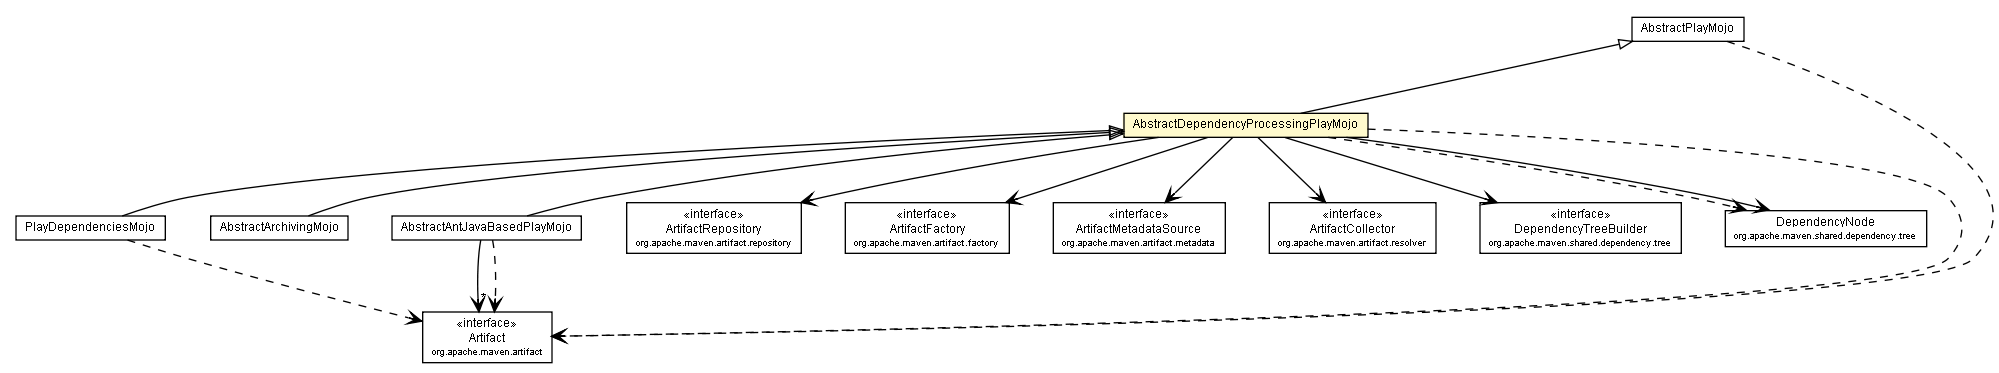 AbstractPlayMojo
AbstractDependencyProcessingPlayMojo
PlayDependenciesMojo
AbstractArchivingMojo
AbstractAntJavaBasedPlayMojo
«interface»
ArtifactRepository
org.apache.maven.artifact.repository
«interface»
ArtifactFactory
org.apache.maven.artifact.factory
«interface»
ArtifactMetadataSource
org.apache.maven.artifact.metadata
«interface»
ArtifactCollector
org.apache.maven.artifact.resolver
«interface»
DependencyTreeBuilder
org.apache.maven.shared.dependency.tree
DependencyNode
org.apache.maven.shared.dependency.tree
*
«interface»
Artifact
org.apache.maven.artifact